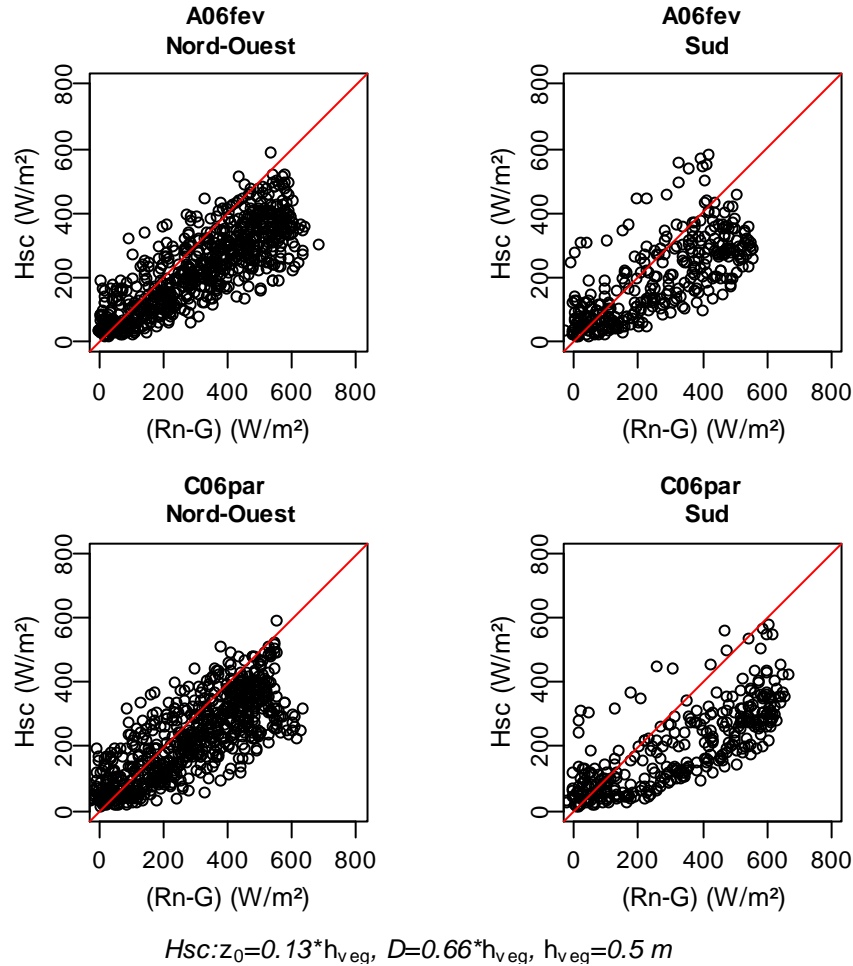 A06fev
Nord-Ouest
800
600
400
200
0
Hsc (W/m²)
0 200 400 600 800
(Rn-G) (W/m²)
A06fev
Sud
800
600
400
200
0
Hsc (W/m²)
0 200 400 600 800
(Rn-G) (W/m²)
C06par
Nord-Ouest
800
600
400
200
0
Hsc (W/m²)
0 200 400 600 800
(Rn-G) (W/m²)
C06par
Sud
800
600
400
200
0
Hsc (W/m²)
0 200 400 600 800
(Rn-G) (W/m²)
Hsc:z₀=0.13*h_veg, D=0.66*h_veg, h_veg=0.5 m